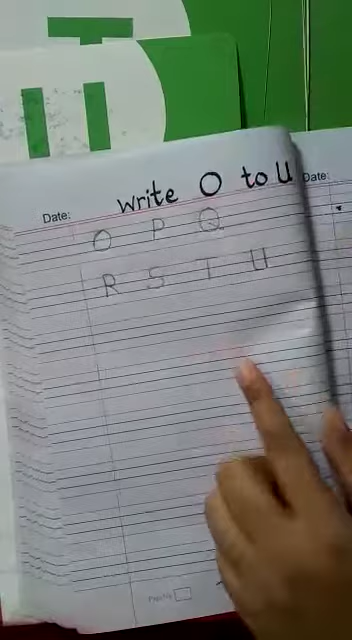 Date:
write O to U
Date:
O P Q
R S T U